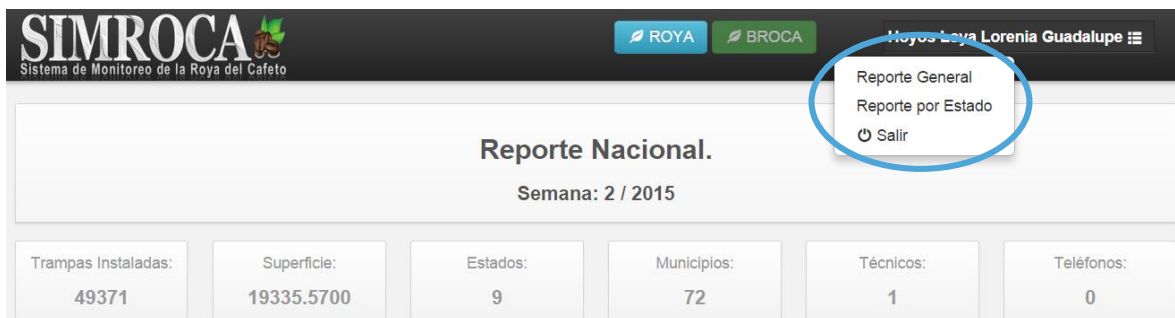 SIMROCA
Sistema de Monitoreo de la Roya del Cafeto
ROYA
BROCA
Hoyos Leya Lorenia Guadalupe
Reporte General
Reporte por Estado
Salir
Reporte Nacional.
Semana: 2 / 2015
Trampas Instaladas:
49371
Superficie:
19335.5700
Estados:
9
Municipios:
72
Técnicos:
1
Teléfonos:
0